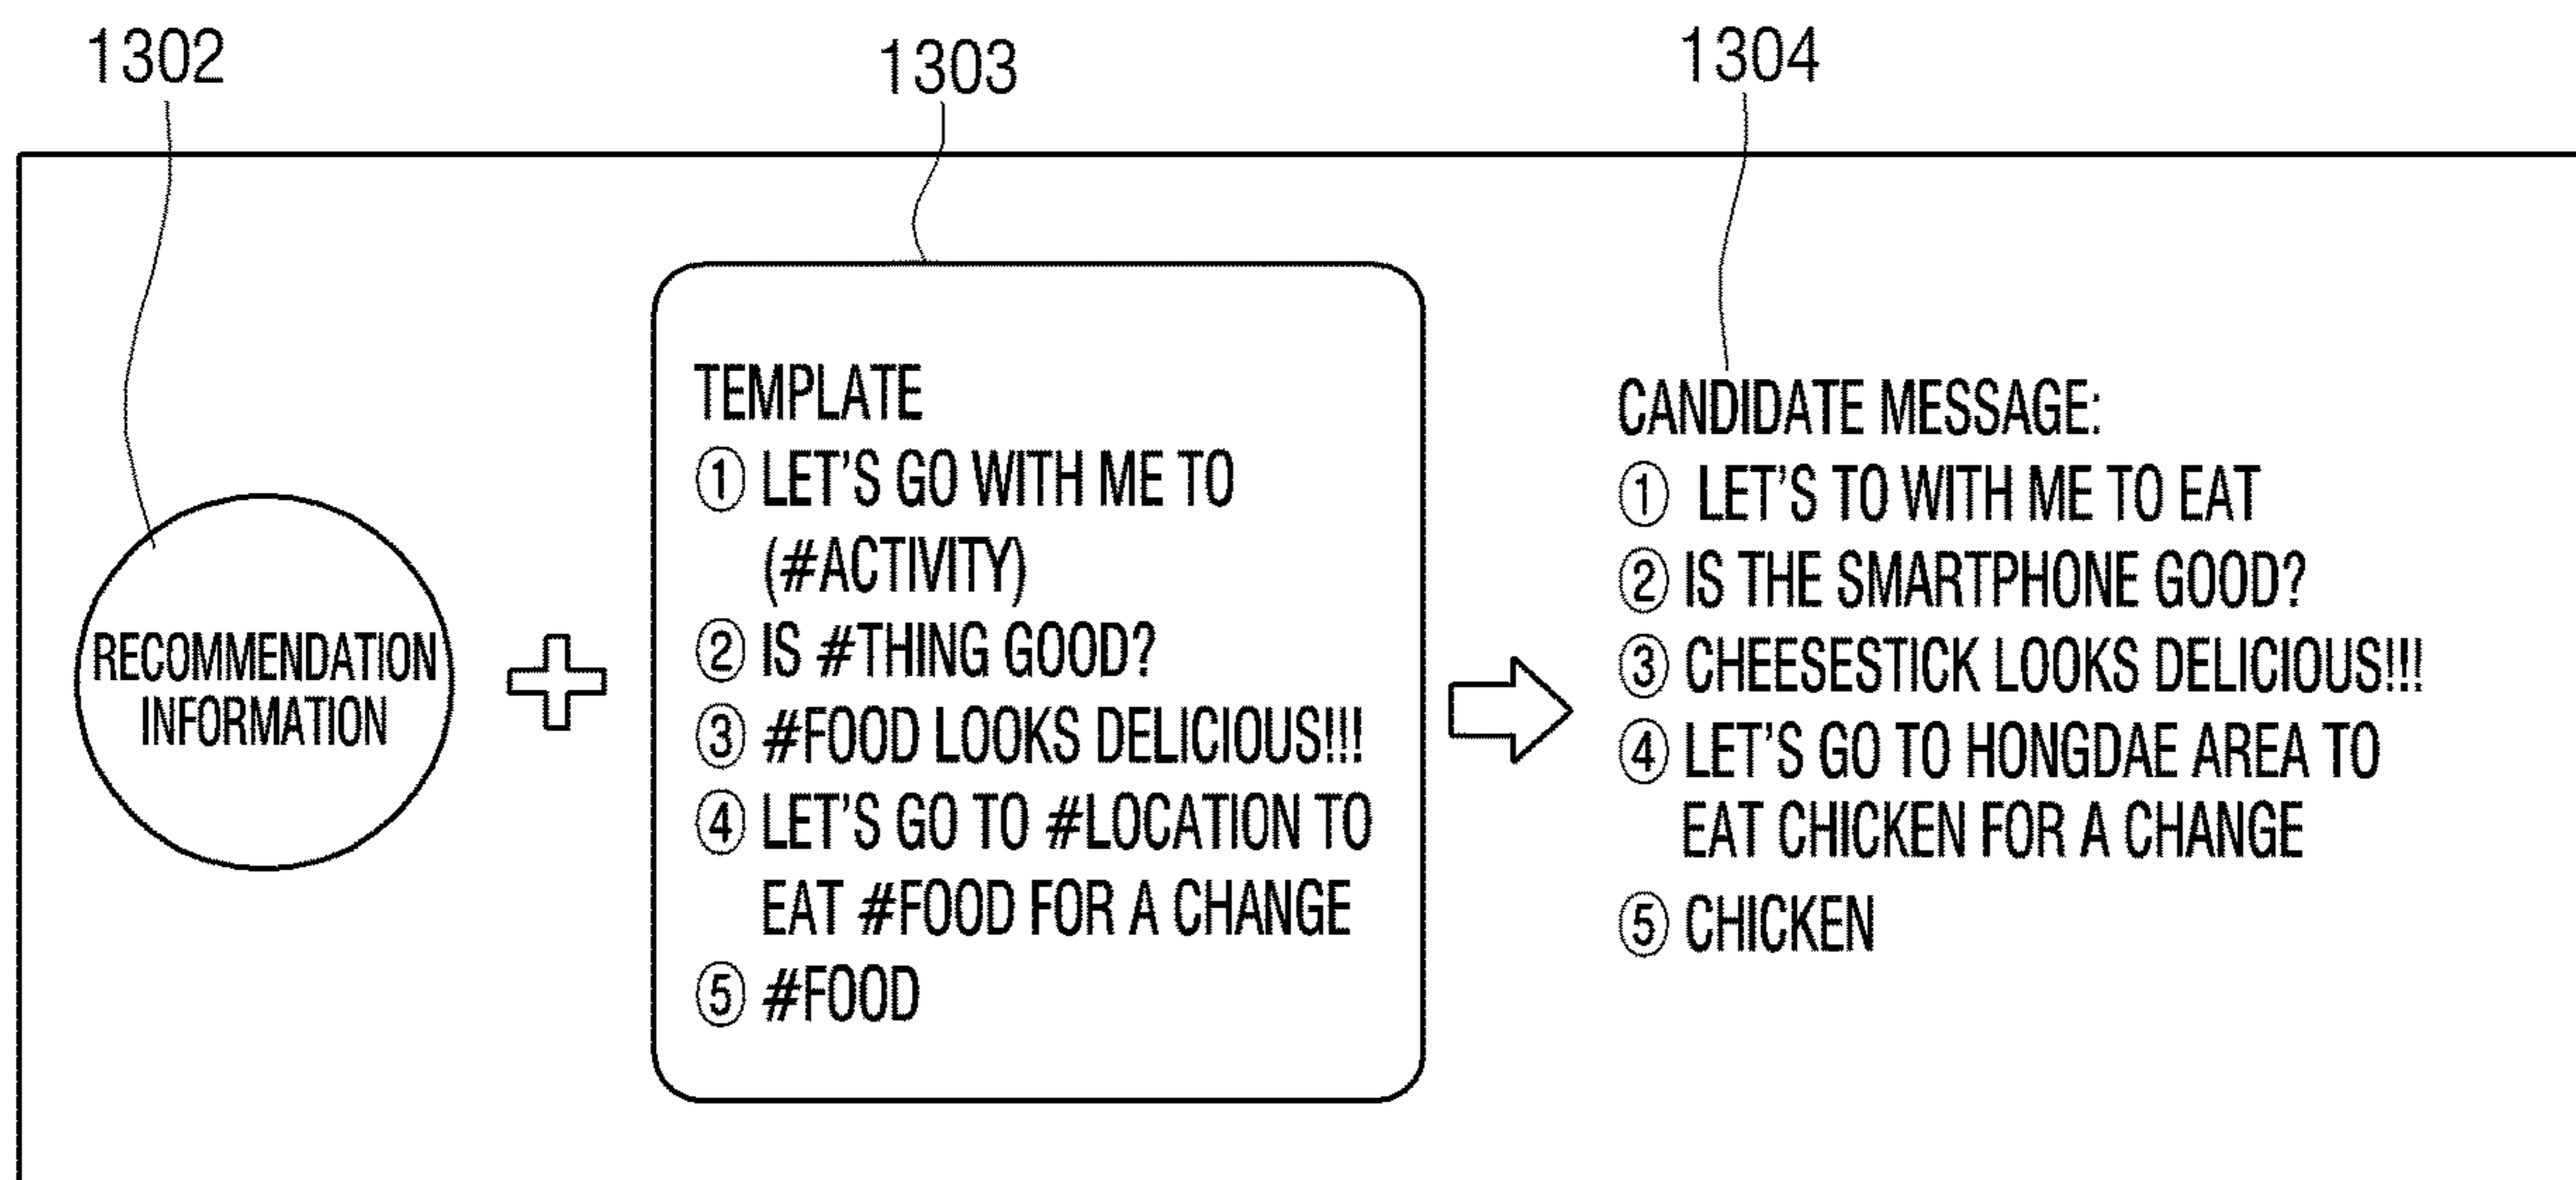 1302
1303
1304
RECOMMENDATION
INFORMATION
TEMPLATE
① LET'S GO WITH ME TO
(#ACTIVITY)
② IS #THING GOOD?
③ #FOOD LOOKS DELICIOUS!!!
④ LET'S GO TO #LOCATION TO
EAT #FOOD FOR A CHANGE
⑤ #FOOD
CANDIDATE MESSAGE:
① LET'S TO WITH ME TO EAT
② IS THE SMARTPHONE GOOD?
③ CHEESESTICK LOOKS DELICIOUS!!!
④ LET'S GO TO HONGDAE AREA TO
EAT CHICKEN FOR A CHANGE
⑤ CHICKEN